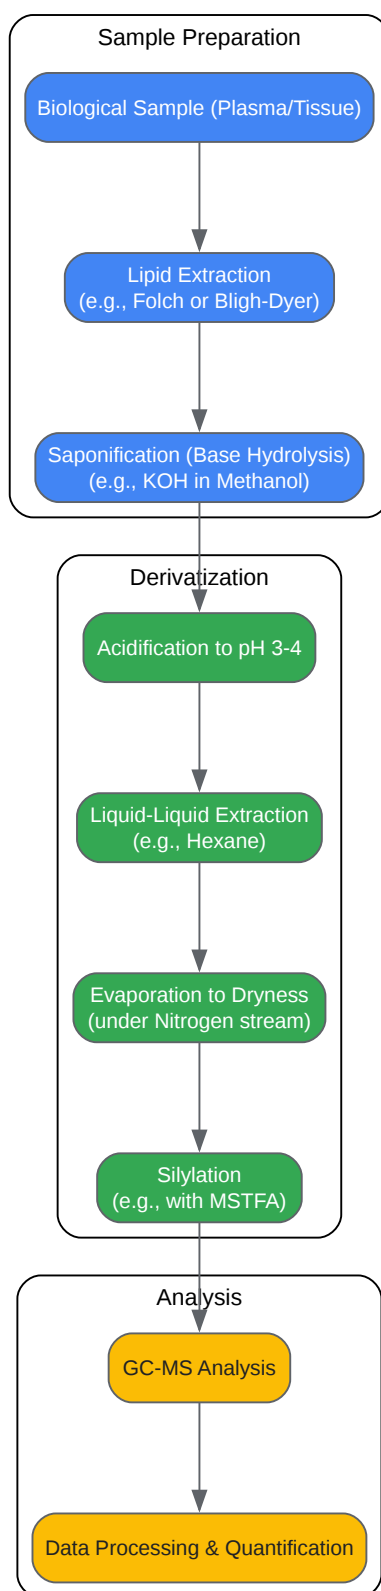 Sample Preparation
Biological Sample (Plasma/Tissue)
Lipid Extraction
(e.g., Folch or Bligh-Dyer)
Saponification (Base Hydrolysis)
(e.g., KOH in Methanol)
Derivatization
Acidification to pH 3-4
Liquid-Liquid Extraction
(e.g., Hexane)
Evaporation to Dryness
(under Nitrogen stream)
Silylation
(e.g., with MSTFA)
Analysis
GC-MS Analysis
Data Processing & Quantification